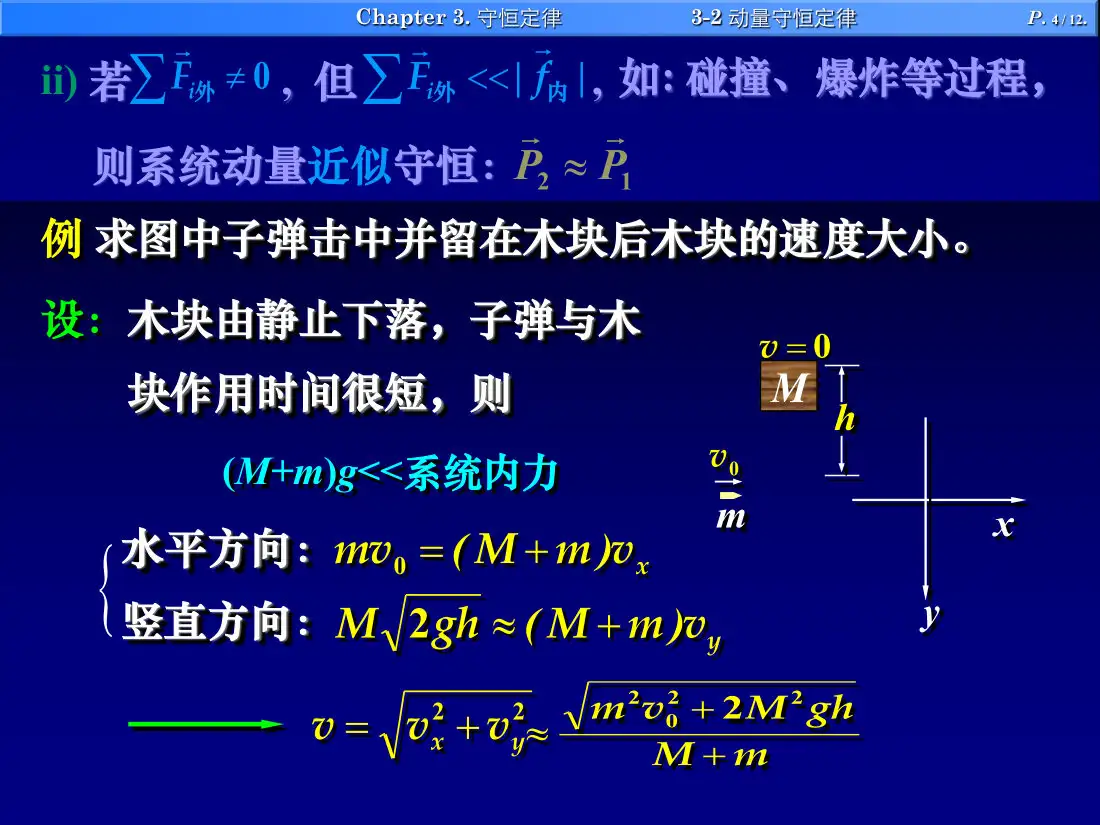 Chapter 3. 守恒定律 3-2 动量守恒定律 P. 4 / 12.
ii) 若 ∑F⃗i外 ≠ 0 , 但 ∑F⃗i外 <<| f⃗内 |, 如: 碰撞、爆炸等过程,
则系统动量近似守恒: P⃗₂ ≈ P⃗₁
例 求图中子弹击中并留在木块后木块的速度大小。
设: 木块由静止下落, 子弹与木
块作用时间很短, 则
(M+m)g<<系统内力
水平方向: mv₀ = ( M + m )vₓ
竖直方向: M√(2gh) ≈ ( M + m )v_y
v = √(vₓ² + v_y²) ≈ √(m²v₀² + 2M²gh) / (M + m)
v = 0
M
h
v₀
m
x
y